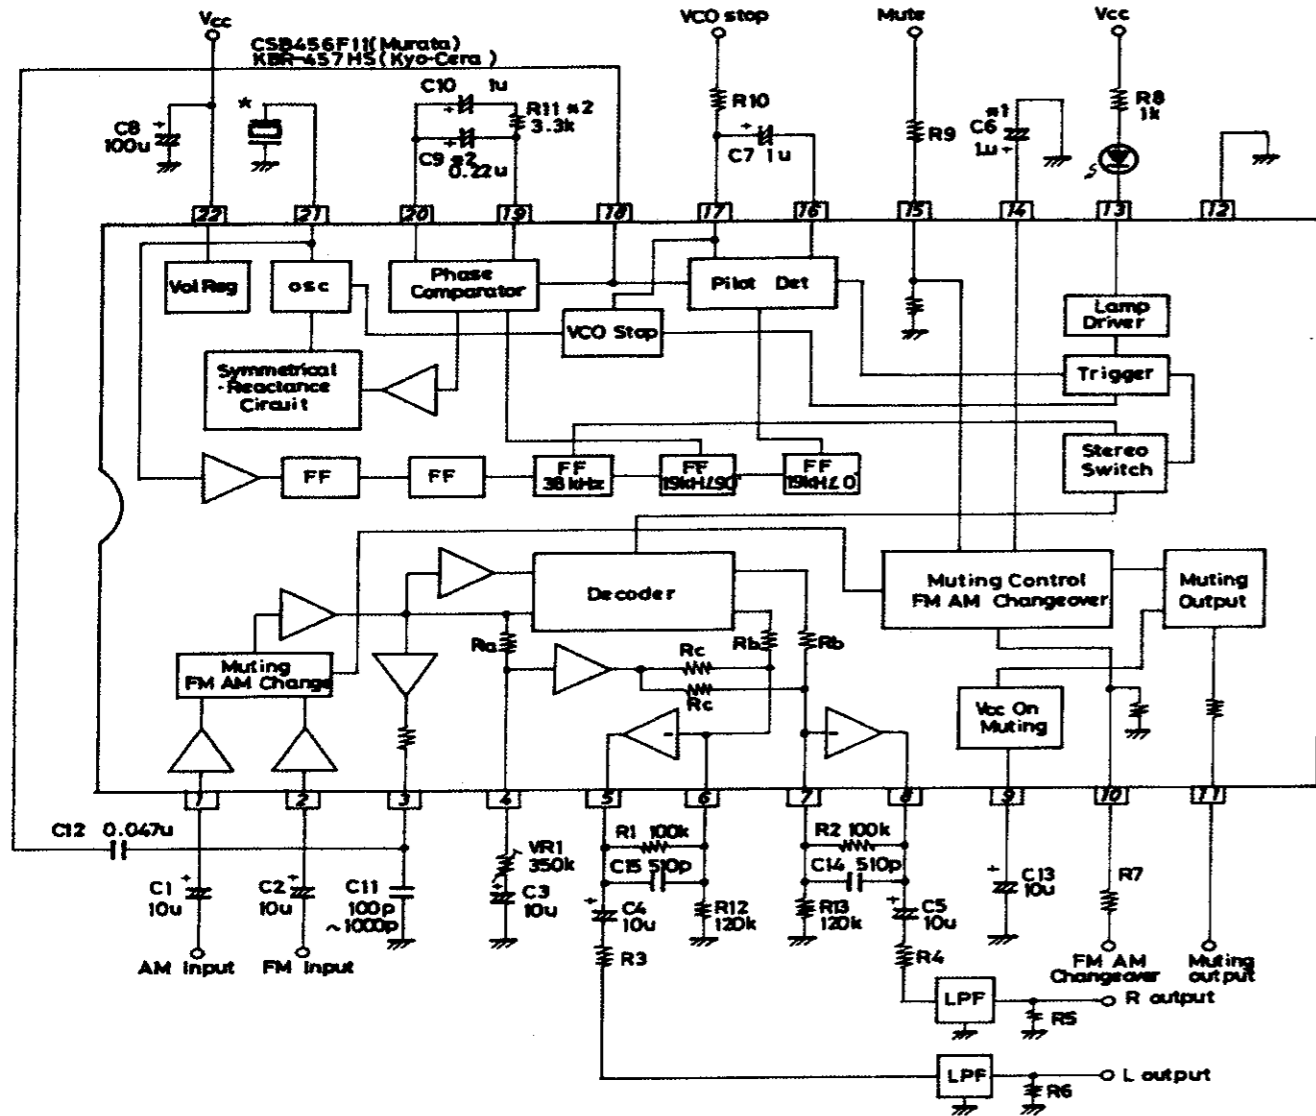 Vcc
VCO stop
Mute
Vcc
CSB456F11(Murata)
KBR-457HS(Kyo-Cera)
C10 1u
R11 *2
3.3k
C9 *2
0.22u
C8
100u
*
R10
C7 1u
R9
*1
C6
1u
R8
1k
22
21
20
19
18
17
16
15
14
13
12
Vol Reg
OSC
Phase
Comparator
Pilot Det
VCO Stop
Lamp
Driver
Symmetrical
-Reactance
Circuit
Trigger
Stereo
Switch
FF
FF
FF
38kHz
FF
19kH∠90°
FF
19kH∠0°
Decoder
Muting Control
FM AM Changeover
Muting
Output
Ra
Rb
Rb
Rc
Rc
Muting
FM AM Change
Vcc On
Muting
-
-
1
2
3
4
5
6
7
8
9
10
11
C12 0.047u
R1 100k
C15 510p
R2 100k
C14 510p
VR1
350k
C1
10u
C2
10u
C11
100p
~1000p
C3
10u
C4
10u
R12
120k
R13
120k
C5
10u
C13
10u
R7
R3
R4
AM input
FM input
FM AM
Changeover
Muting
output
LPF
R output
R5
LPF
L output
R6